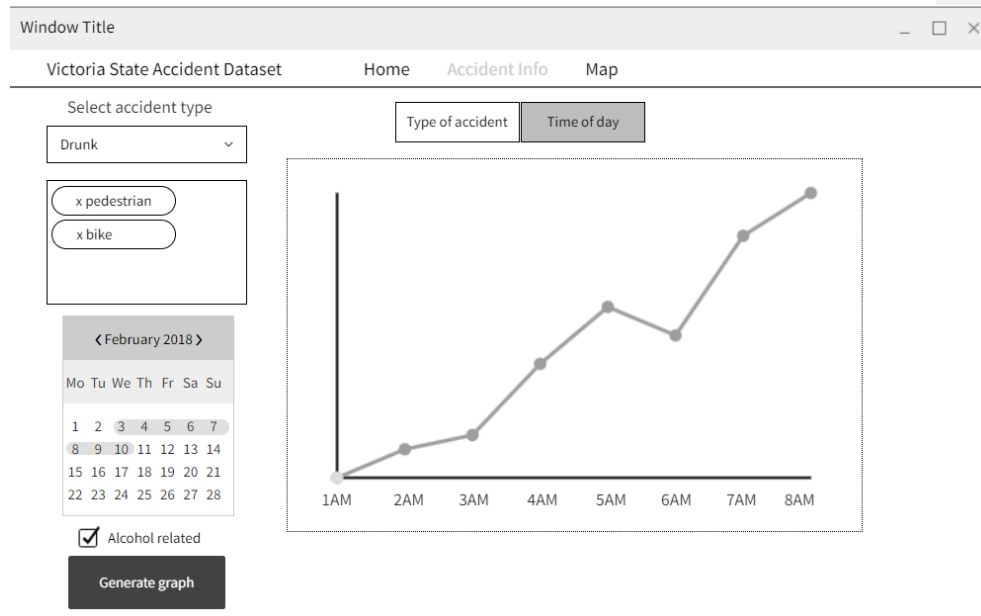 Window Title
Victoria State Accident Dataset Home Accident Info Map
Select accident type
Drunk
x pedestrian
x bike
February 2018
Mo Tu We Th Fr Sa Su
1 2 3 4 5 6 7
8 9 10 11 12 13 14
15 16 17 18 19 20 21
22 23 24 25 26 27 28
Alcohol related
Generate graph
Type of accident Time of day
1AM 2AM 3AM 4AM 5AM 6AM 7AM 8AM